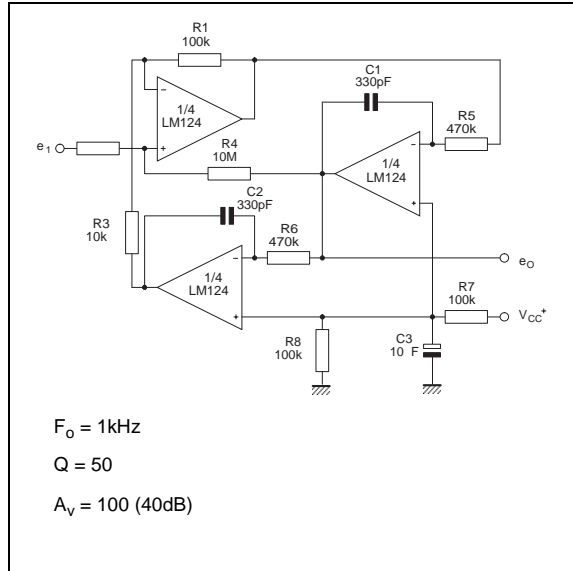 R1
100k
C1
330pF
1/4
LM124
R5
470k
e1
R4
10M
1/4
LM124
C2
330pF
R3
10k
R6
470k
1/4
LM124
eO
R7
100k
VCC+
R8
100k
C3
10 F
Fo = 1kHz
Q = 50
Av = 100 (40dB)